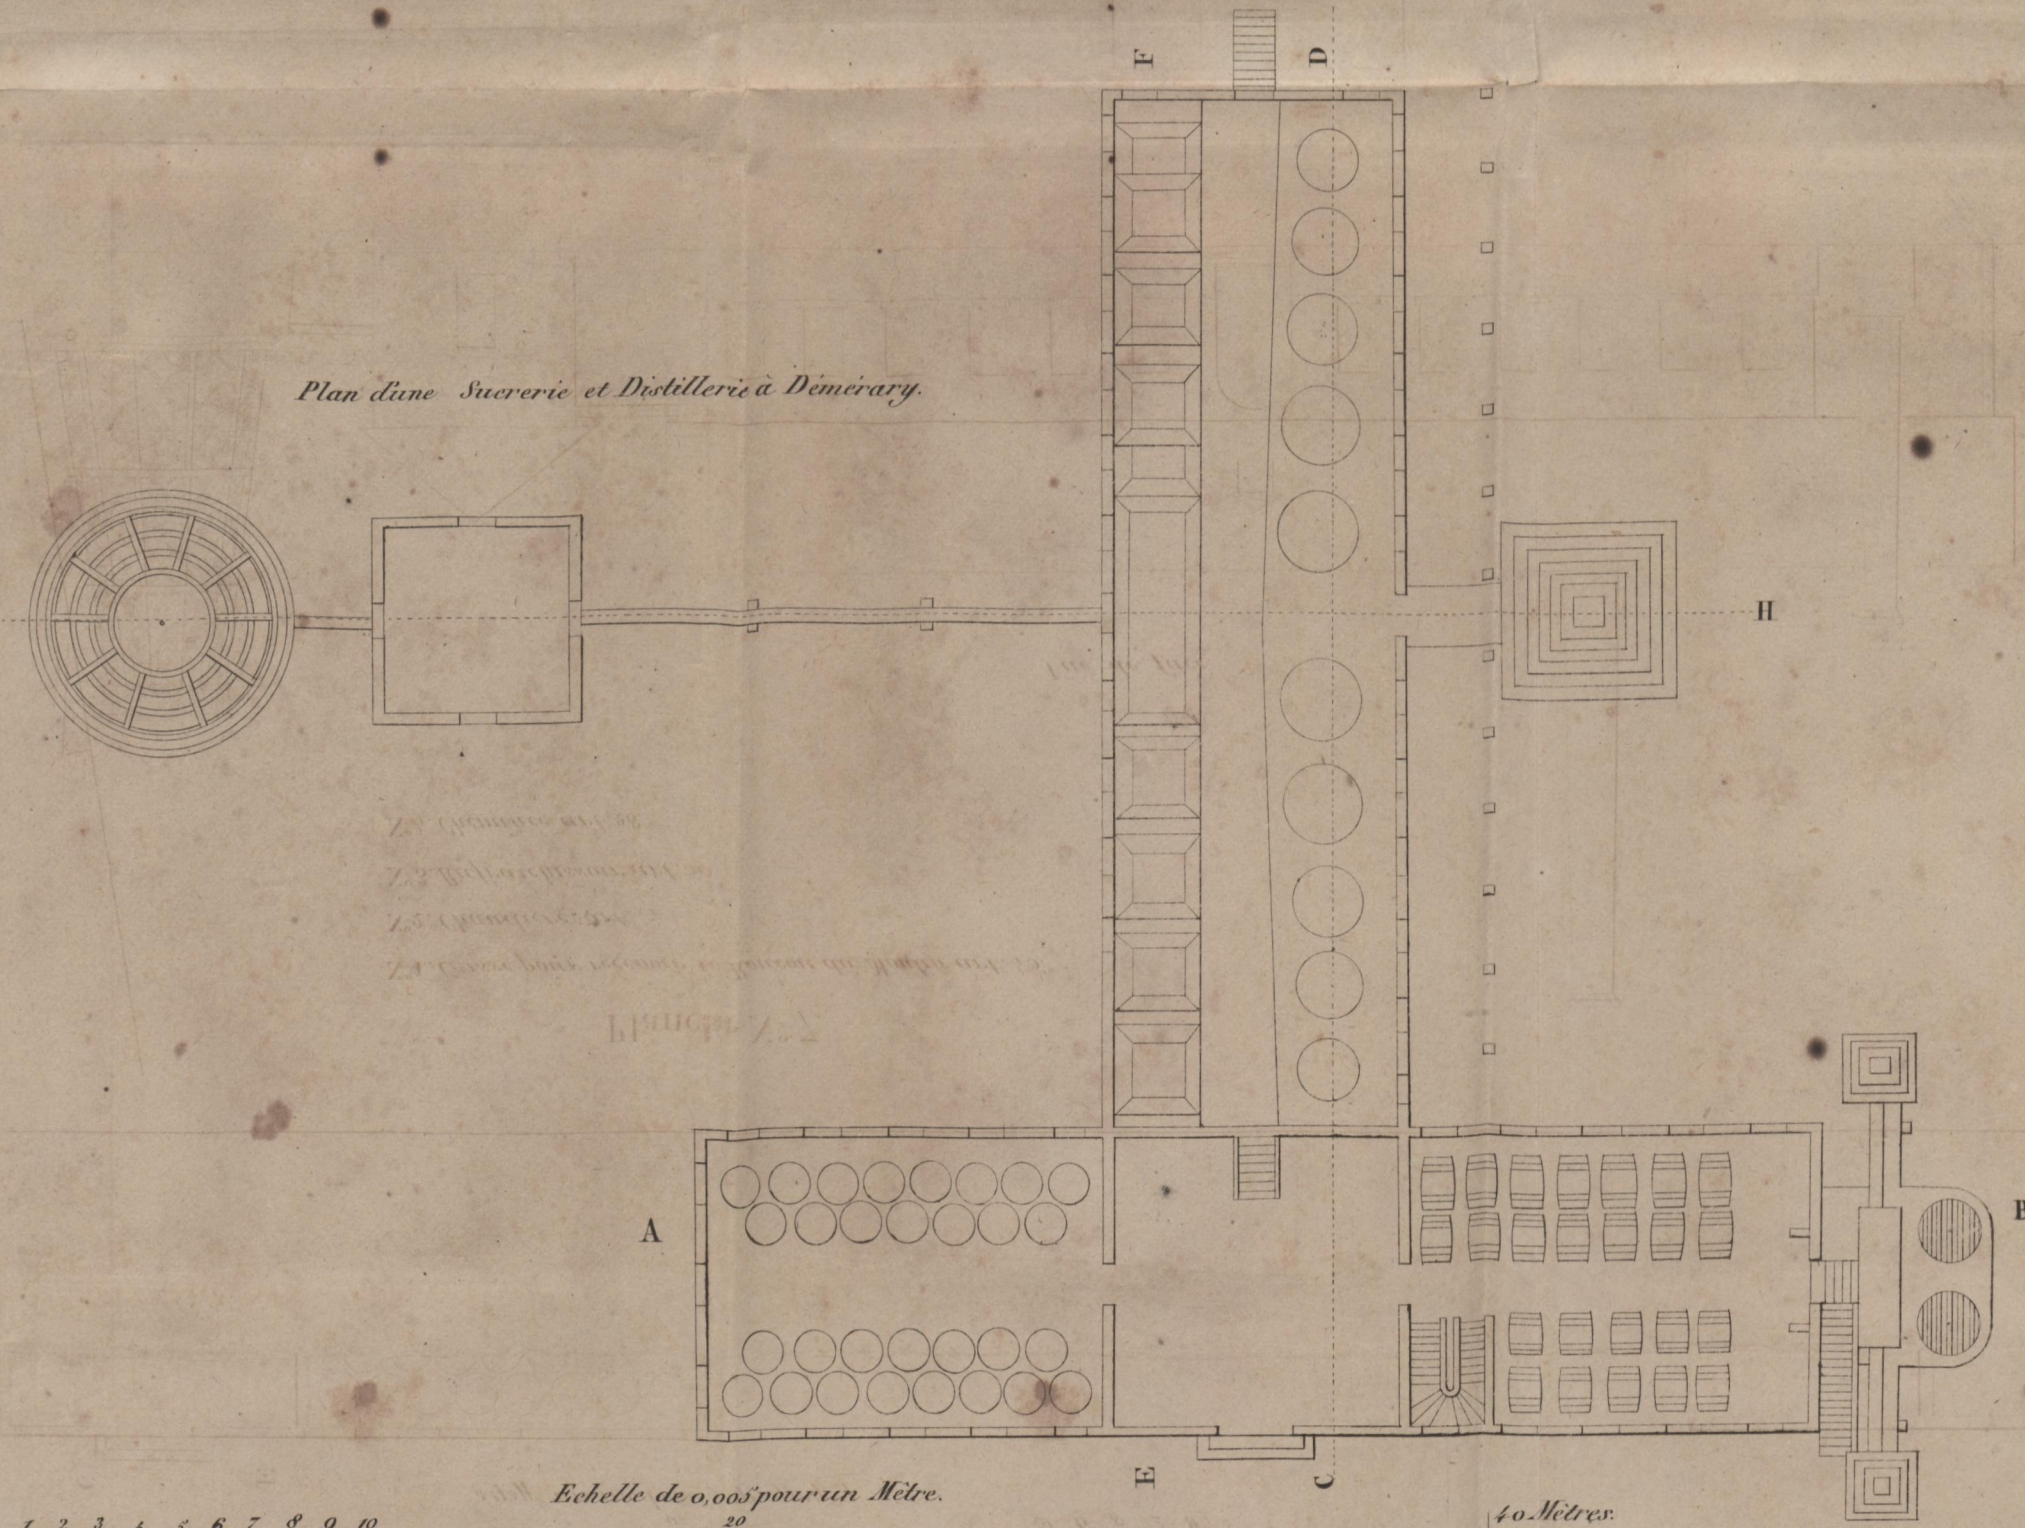 F D
Plan d'une Sucrerie et Distillerie à Démérary.
H
A
E C
Echelle de 0,005 pour un Mètre.
1 2 3 4 5 6 7 8 9 10 20 40 Mètres.